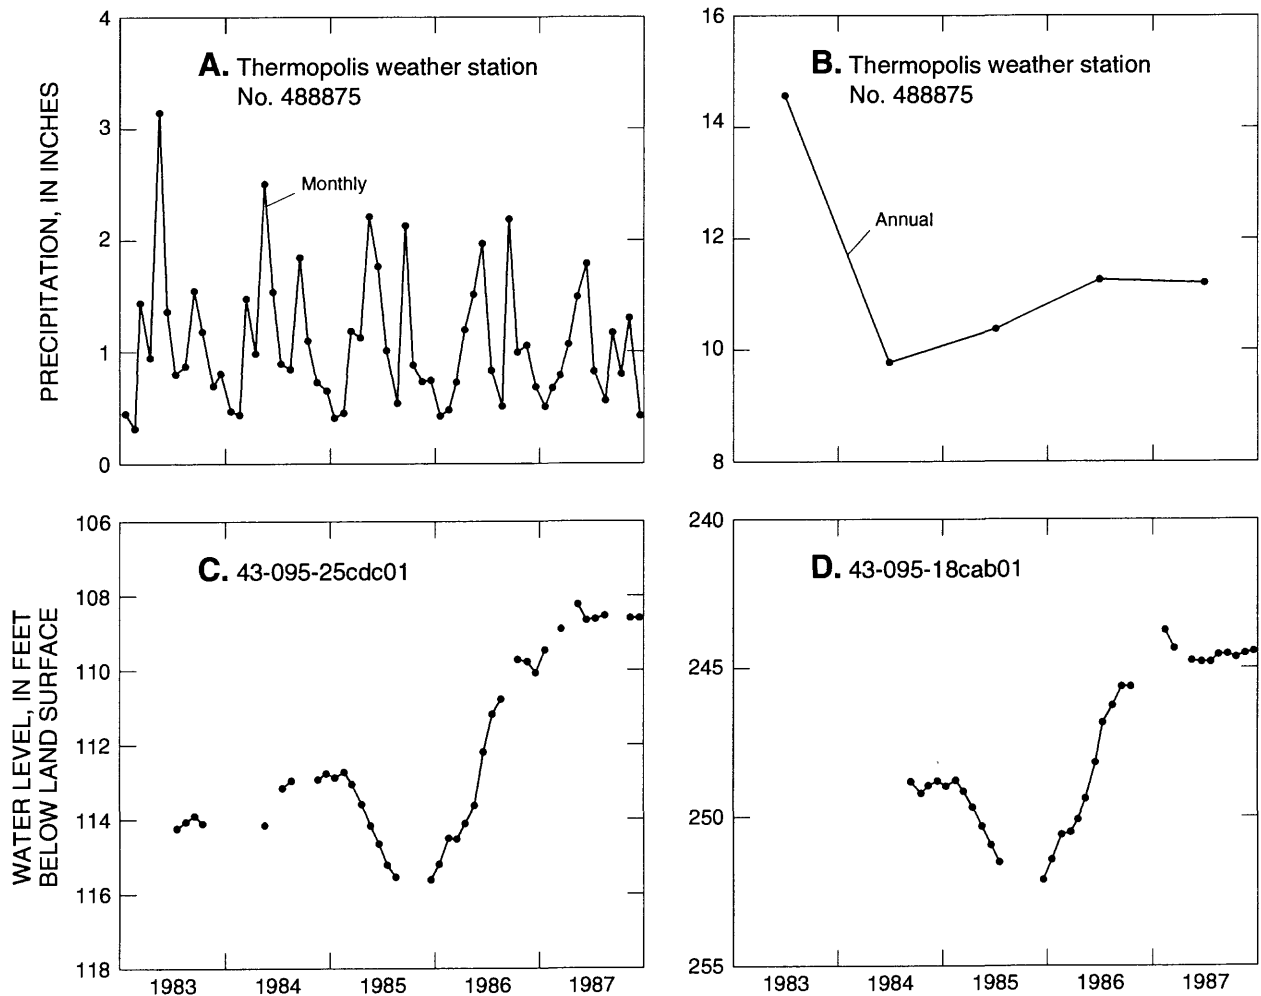 PRECIPITATION, IN INCHES
4
3
2
1
0
A. Thermopolis weather station
No. 488875
Monthly
16
14
12
10
8
B. Thermopolis weather station
No. 488875
Annual
WATER LEVEL, IN FEET
BELOW LAND SURFACE
106
108
110
112
114
116
118
C. 43-095-25cdc01
1983 1984 1985 1986 1987
240
245
250
255
D. 43-095-18cab01
1983 1984 1985 1986 1987